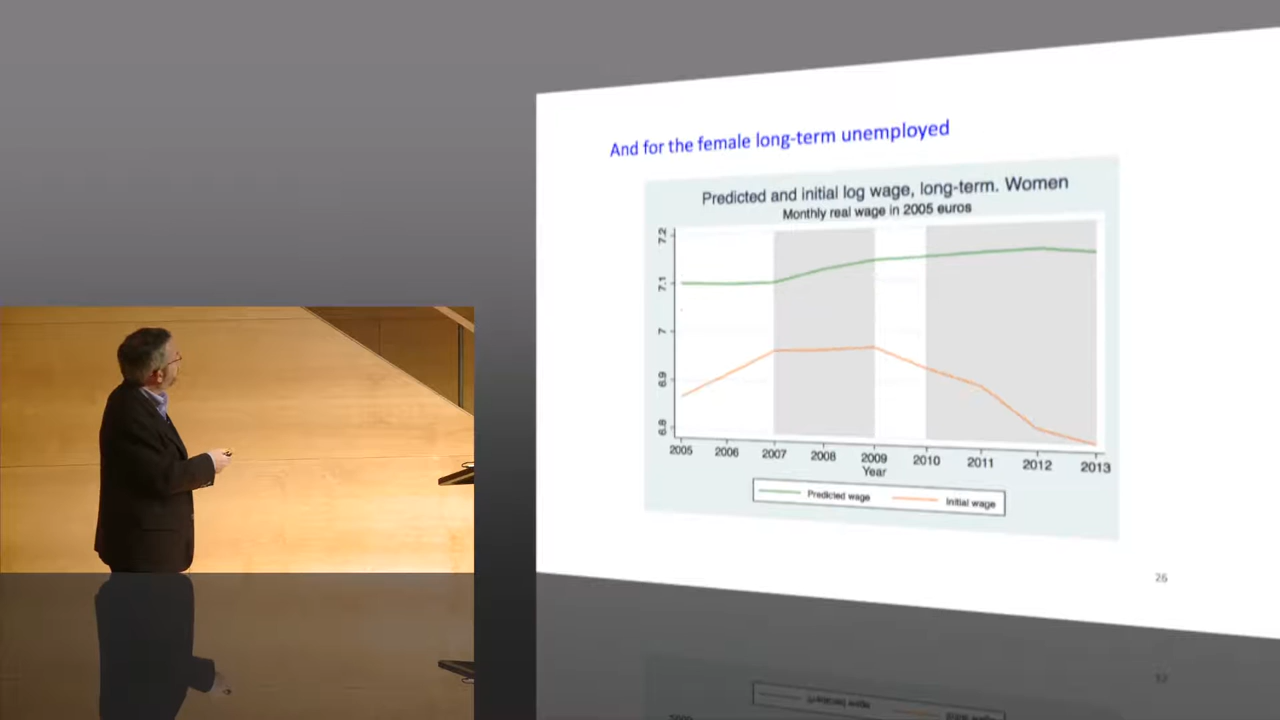 And for the female long-term unemployed
Predicted and initial log wage, long-term. Women
Monthly real wage in 2005 euros
7.2
7.1
7
6.9
6.8
2005 2006 2007 2008 2009 2010 2011 2012 2013
Year
Predicted wage Initial wage
26